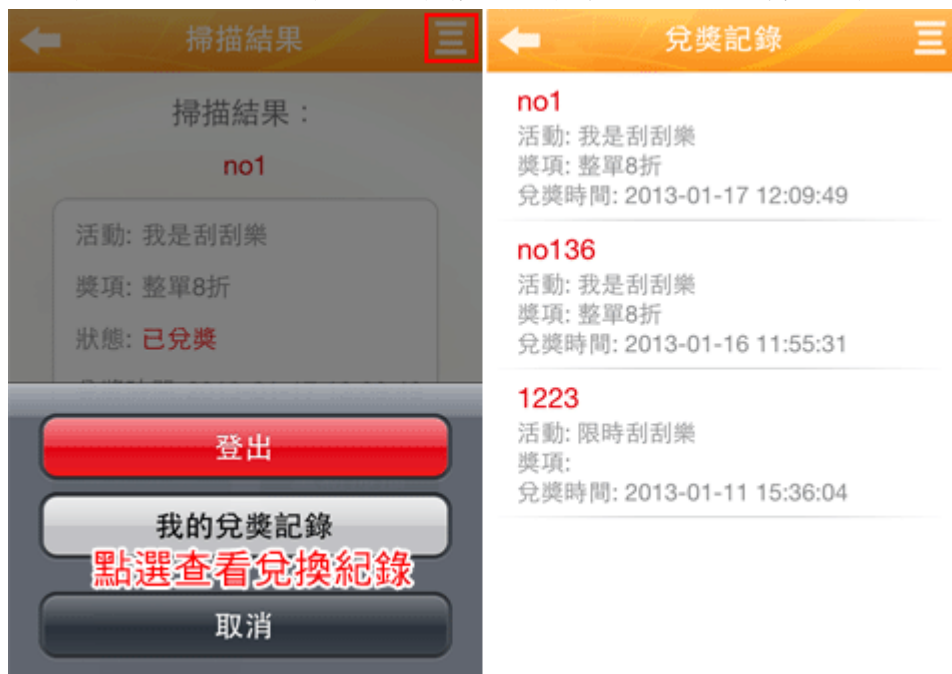 掃描結果
掃描結果：
no1
活動: 我是刮刮樂
獎項: 整單8折
狀態: 已兌獎
登出
我的兌獎記錄
點選查看兌換紀錄
取消
兌獎記錄
no1
活動: 我是刮刮樂
獎項: 整單8折
兌獎時間: 2013-01-17 12:09:49
no136
活動: 我是刮刮樂
獎項: 整單8折
兌獎時間: 2013-01-16 11:55:31
1223
活動: 限時刮刮樂
獎項:
兌獎時間: 2013-01-11 15:36:04